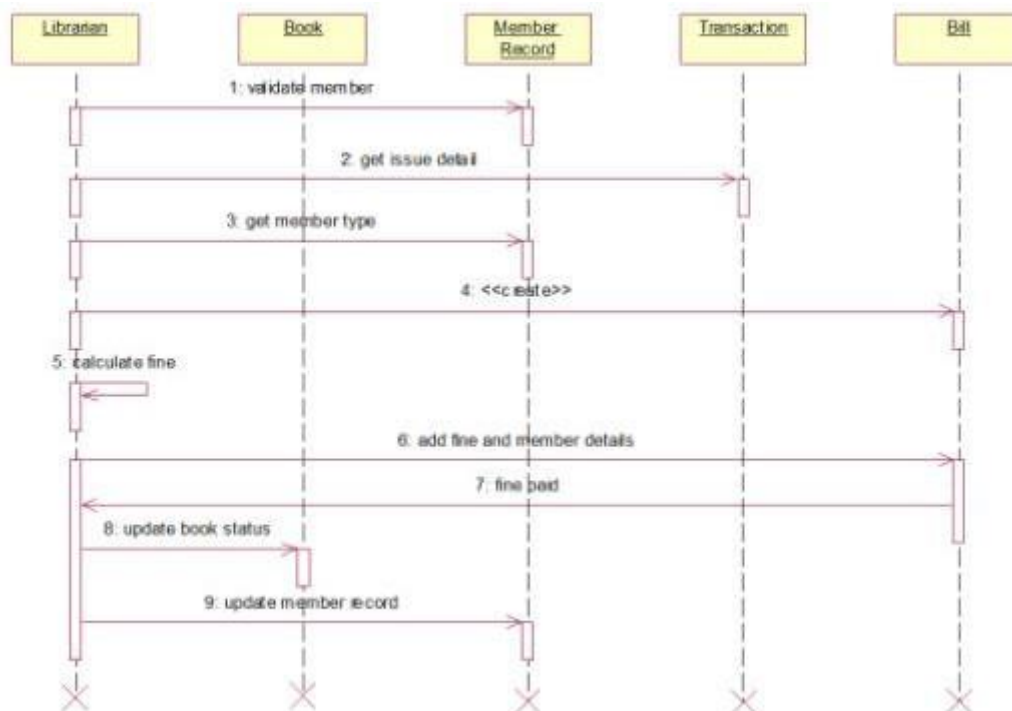 Librarian
Book
Member
Record
Transaction
Bill
1: validate member
2: get issue detail
3: get member type
4: <<create>>
5: calculate fine
6: add fine and member details
7: fine paid
8: update book status
9: update member record